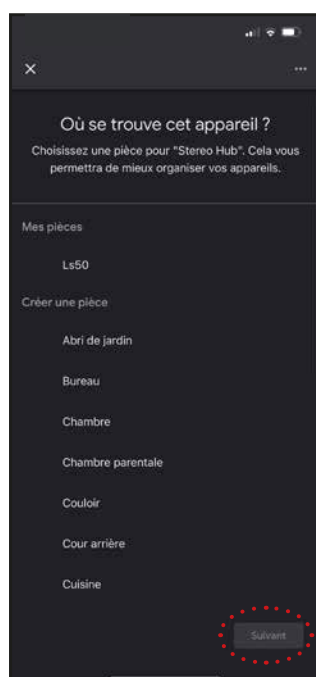 Où se trouve cet appareil ?
Choisissez une pièce pour "Stereo Hub". Cela vous
permettra de mieux organiser vos appareils.
Mes pièces
Ls50
Créer une pièce
Abri de jardin
Bureau
Chambre
Chambre parentale
Couloir
Cour arrière
Cuisine
Suivant